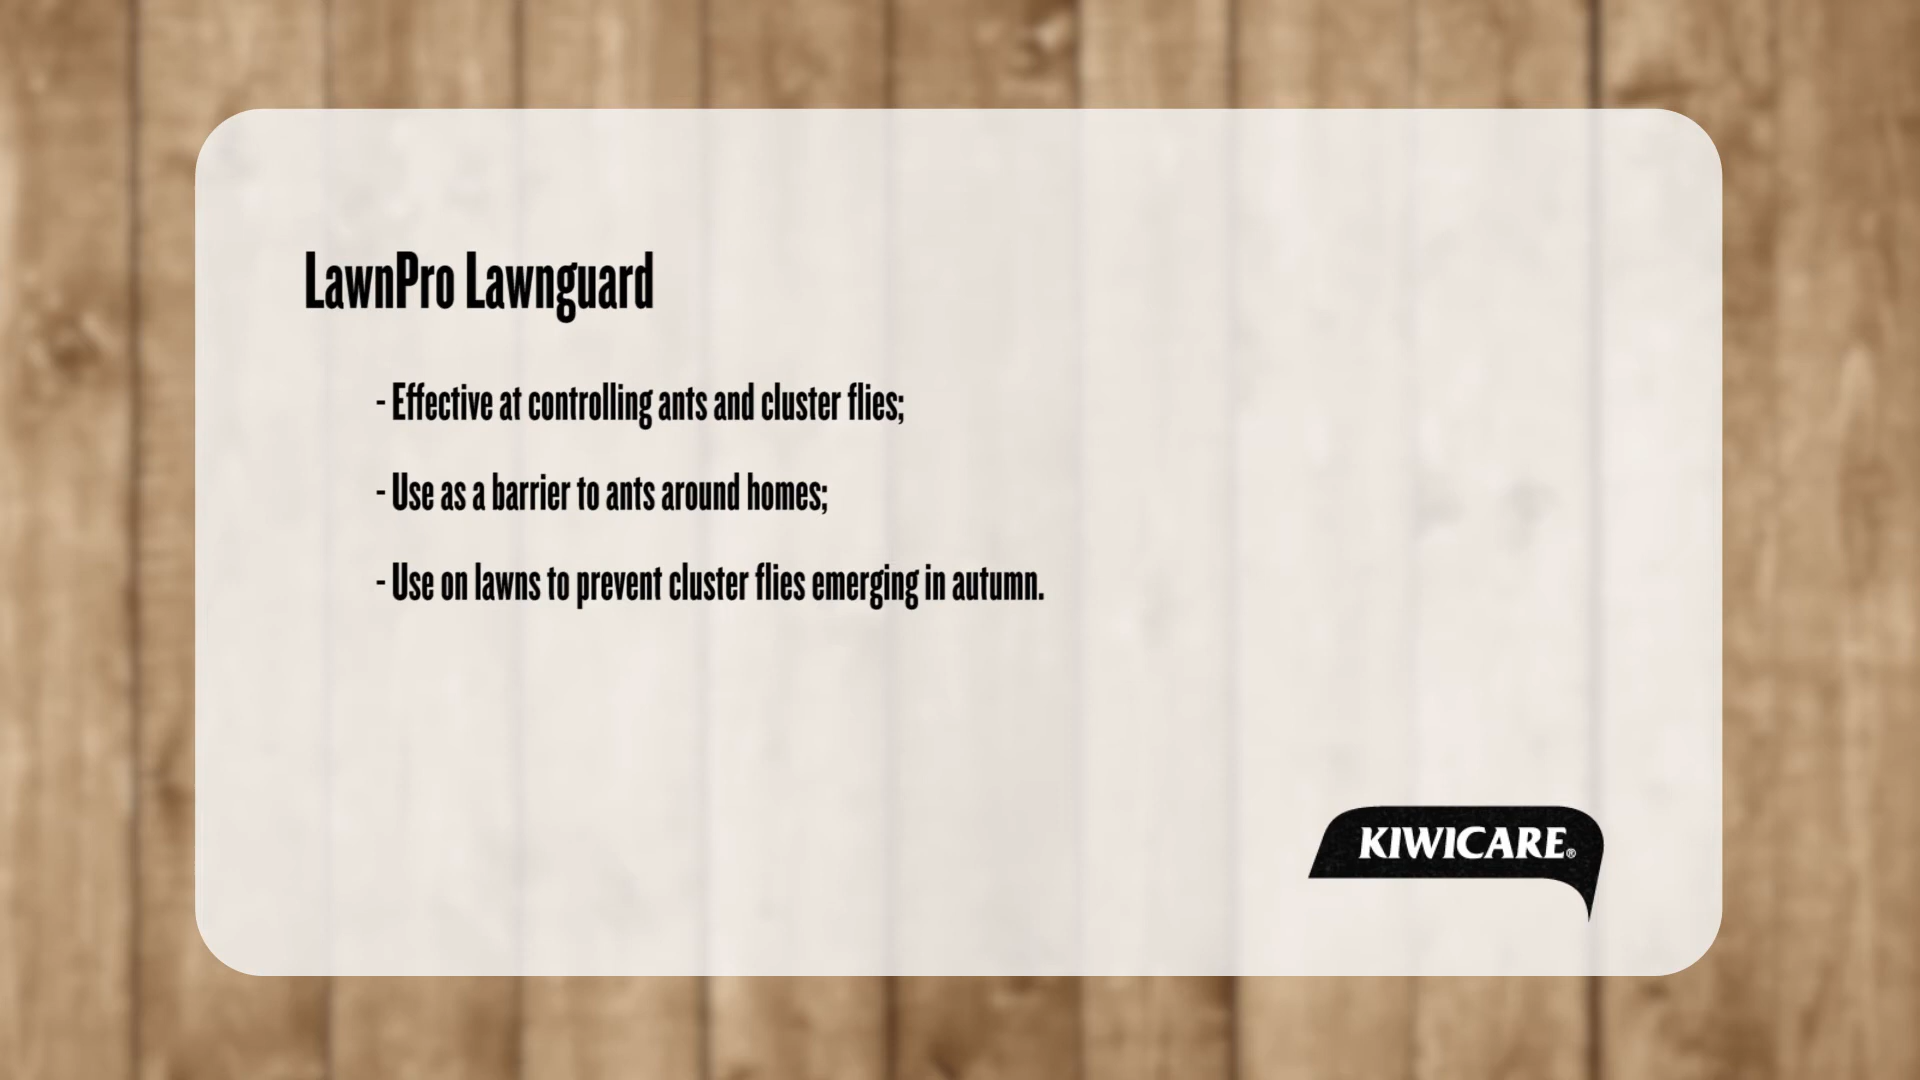 LawnPro Lawnguard
- Effective at controlling ants and cluster flies;
- Use as a barrier to ants around homes;
- Use on lawns to prevent cluster flies emerging in autumn.
KIWICARE®